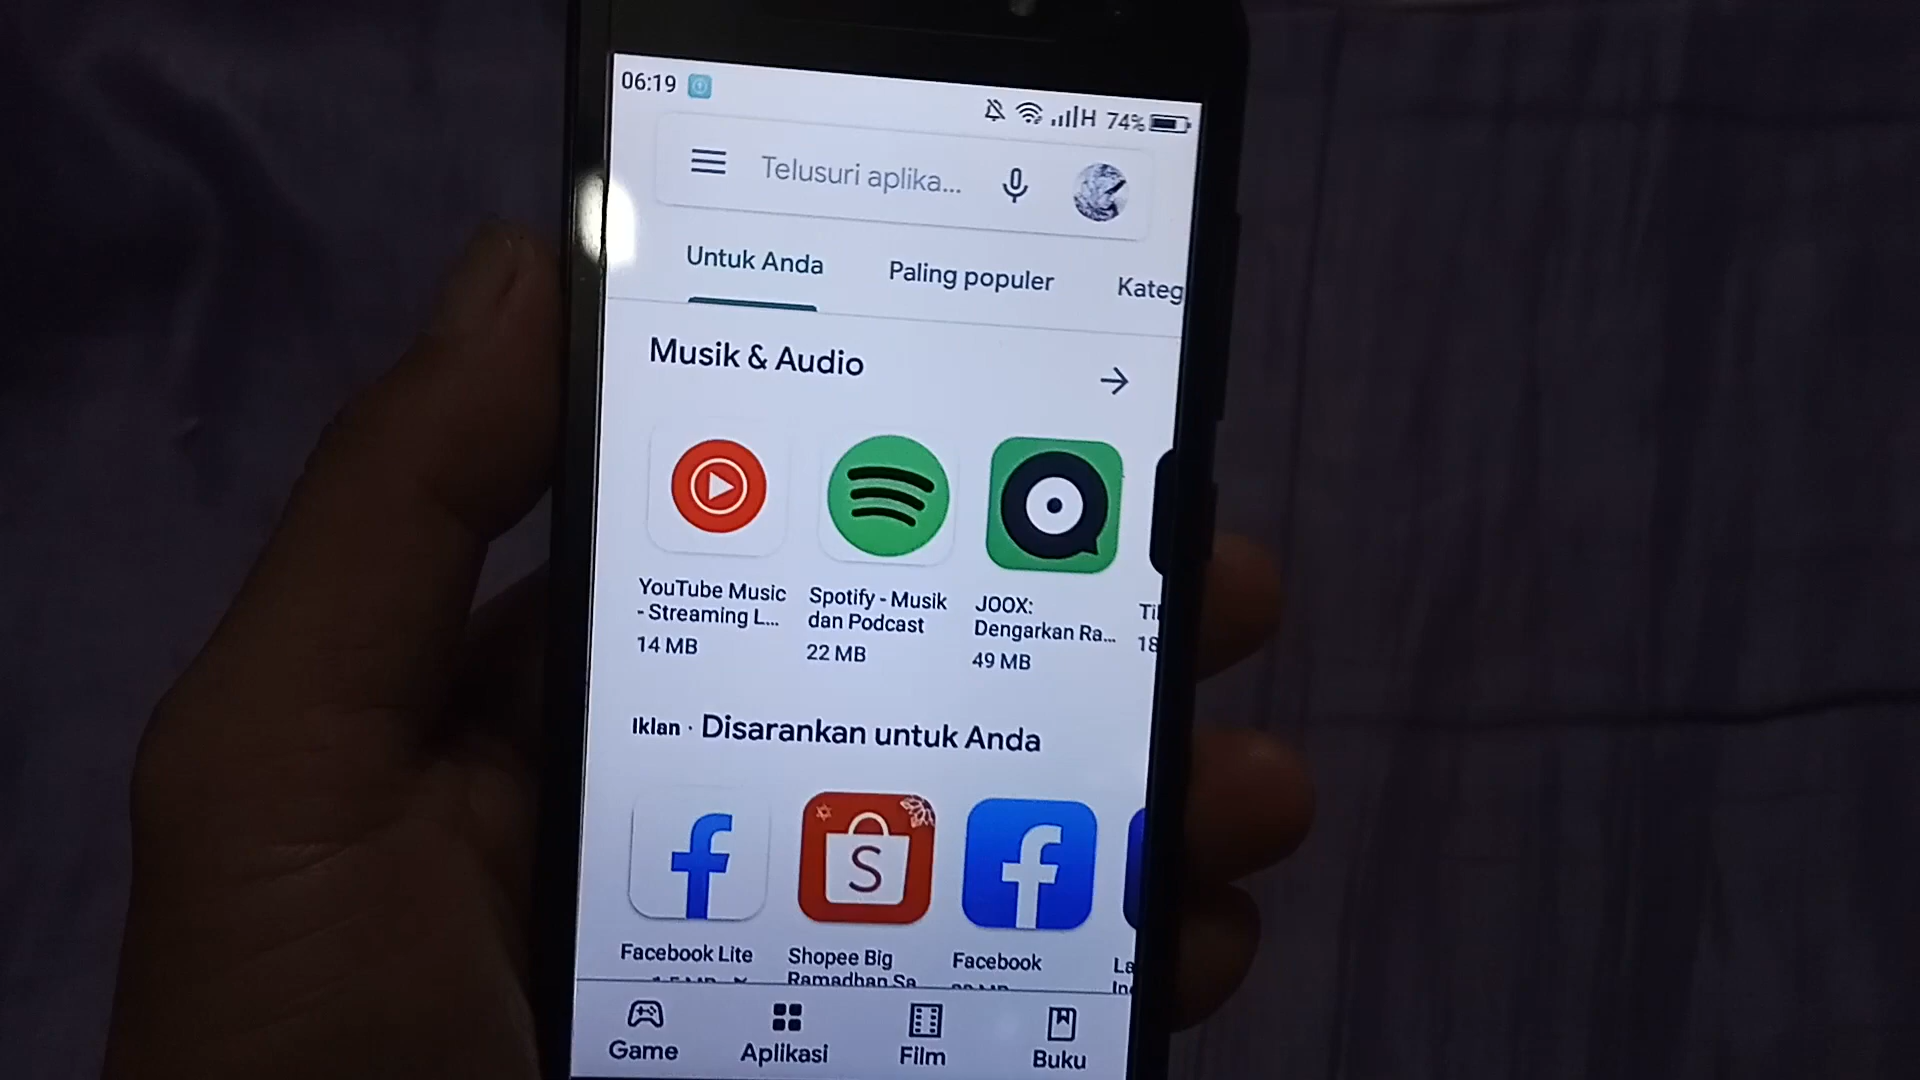 06:19
H 74%
Telusuri aplika...
Untuk Anda
Paling populer
Kateg
Musik & Audio
YouTube Music
- Streaming L...
14 MB
Spotify - Musik
dan Podcast
22 MB
JOOX:
Dengarkan Ra...
49 MB
18
Iklan · Disarankan untuk Anda
S
Facebook Lite
Shopee Big
Ramadhan Sa
Facebook
La
Game
Aplikasi
Film
Buku